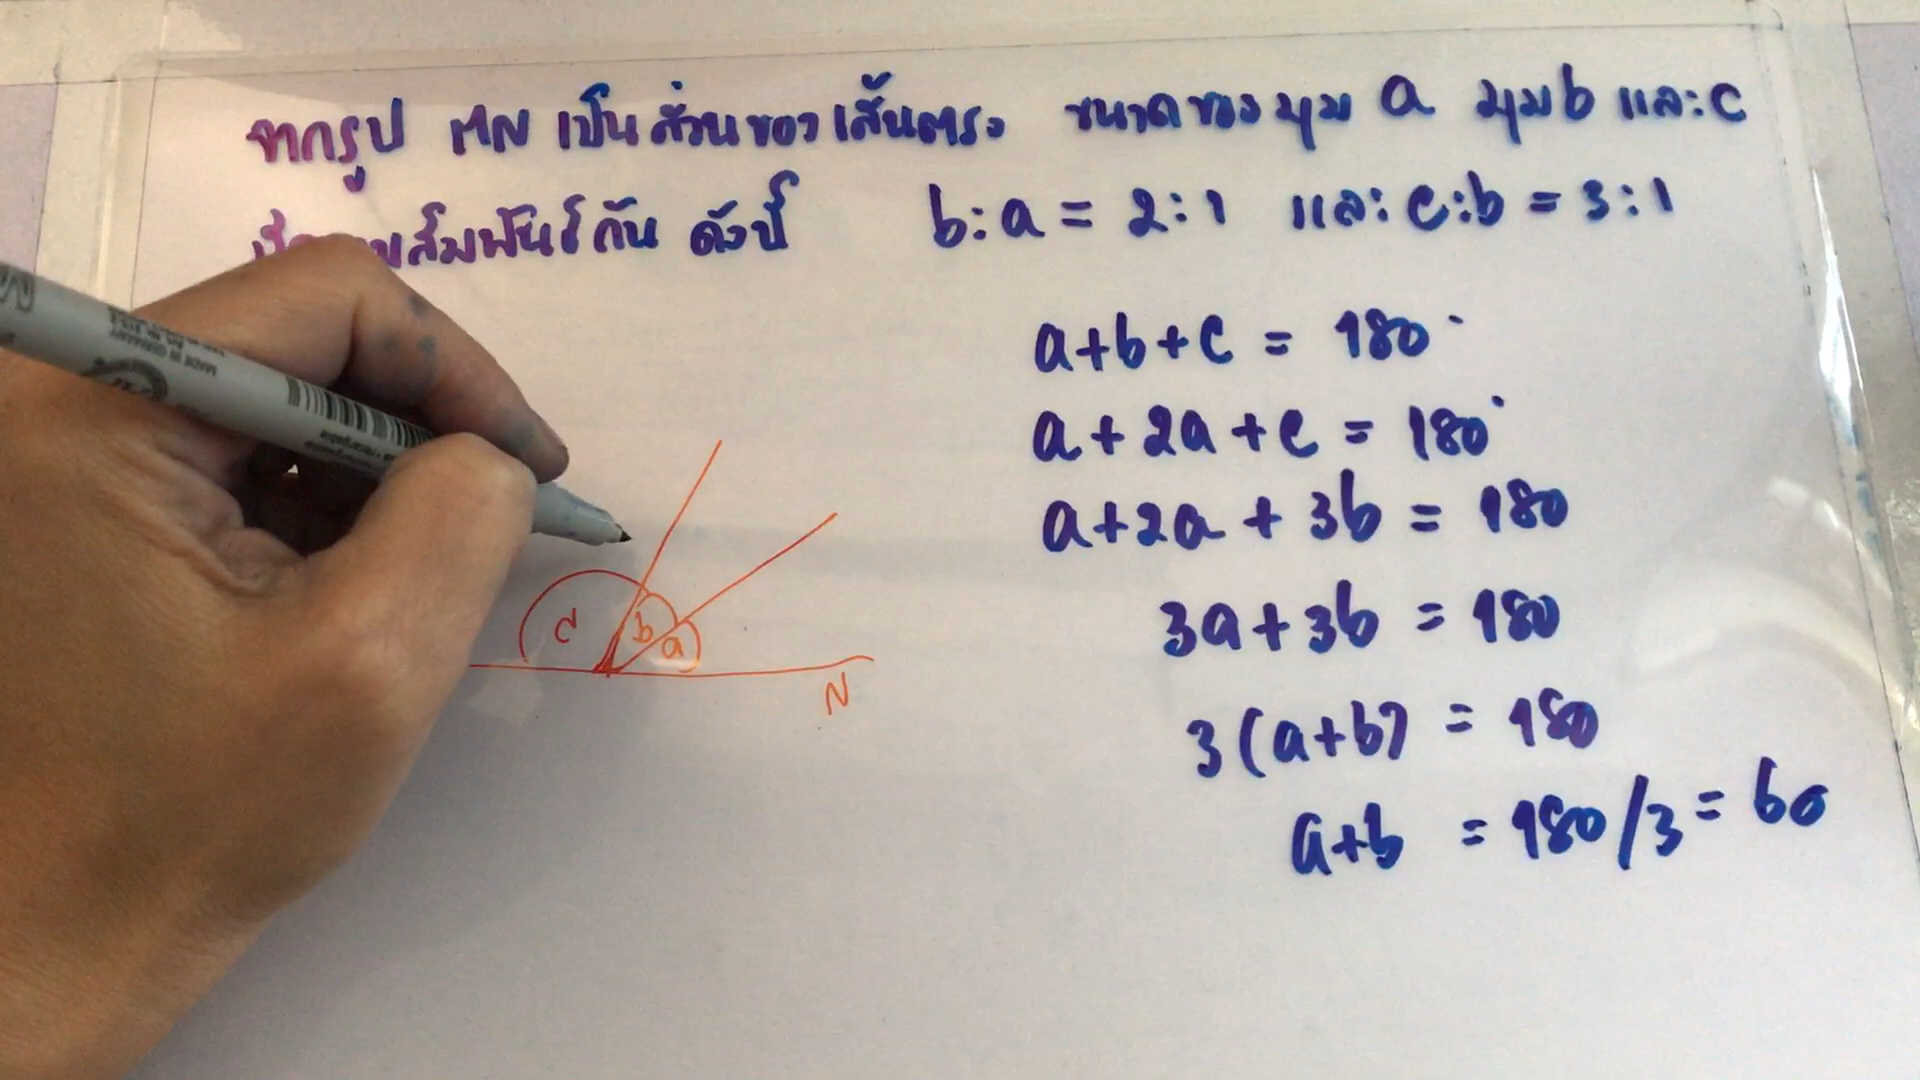 จากรูป MN เป็นส่วนของเส้นตรง ขนาดของมุม a มุม b และ c
สัมพันธ์กัน ดังนี้ b:a = 2:1 และ c:b = 3:1
a+b+c = 180°
a+2a+c = 180°
a+2a+3b = 180
3a+3b = 180
3(a+b) = 180
a+b = 180/3 = 60
c b a
N
MADE IN GERMANY